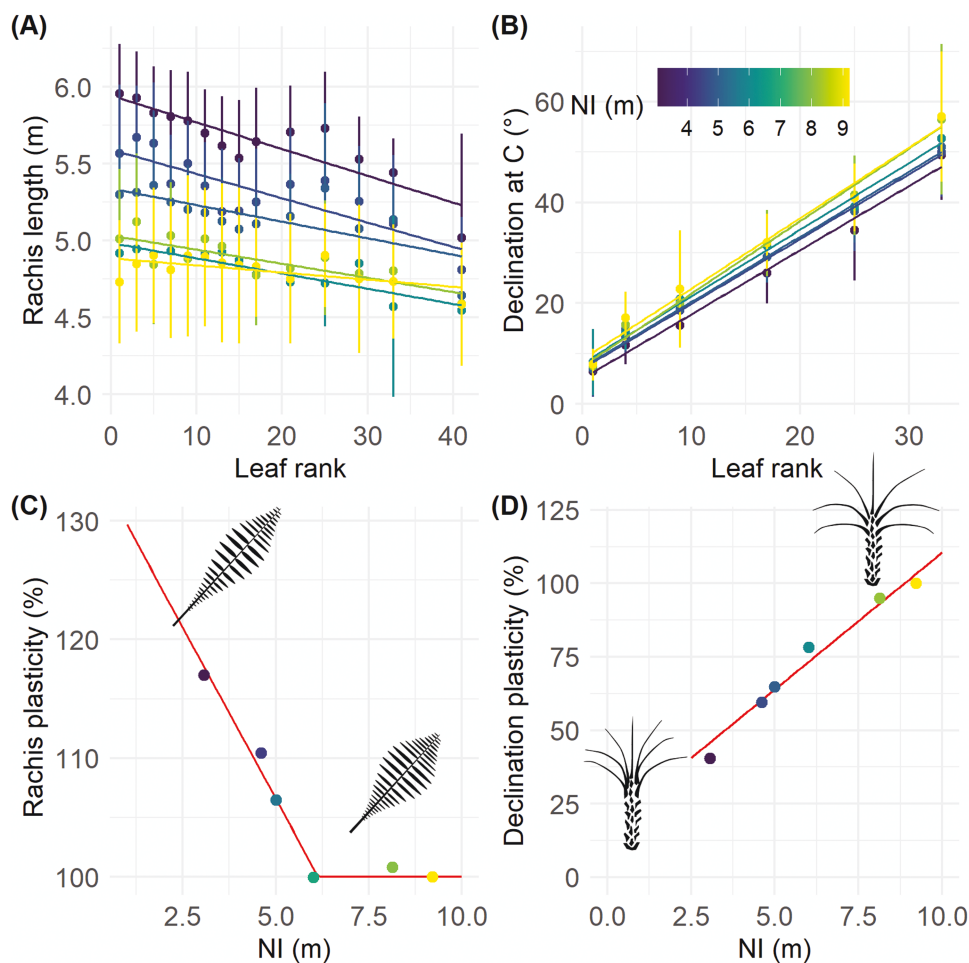 (A)
Rachis length (m)
6.0
5.5
5.0
4.5
4.0
0 10 20 30 40
Leaf rank
(B)
Declination at C (°)
60
40
20
0
NI (m)
4 5 6 7 8 9
0 10 20 30
Leaf rank
(C)
Rachis plasticity (%)
130
120
110
100
2.5 5.0 7.5 10.0
NI (m)
(D)
Declination plasticity (%)
125
100
75
50
25
0
0.0 2.5 5.0 7.5 10.0
NI (m)